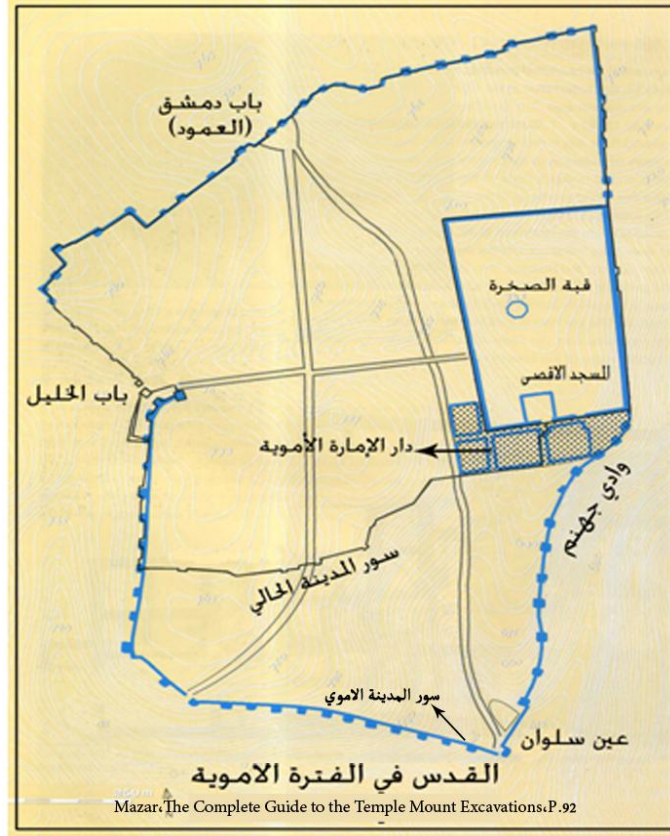 باب دمشق
(العمود)
قبة الصخرة
المسجد الاقصى
باب الخليل
دار الإمارة الأموية
وادي جهنم
سور المدينة الحالي
سور المدينة الاموي
عين سلوان
القدس في الفترة الاموية
Mazar،The Complete Guide to the Temple Mount Excavations،P.92